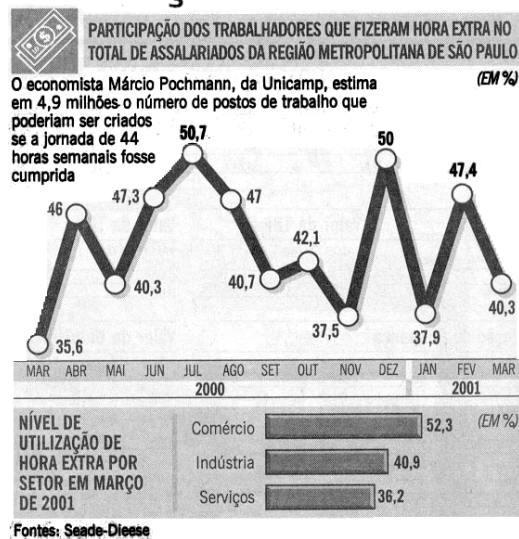 PARTICIPAÇÃO DOS TRABALHADORES QUE FIZERAM HORA EXTRA NO
TOTAL DE ASSALARIADOS DA REGIÃO METROPOLITANA DE SÃO PAULO
(EM %)
O economista Márcio Pochmann, da Unicamp, estima
em 4,9 milhões o número de postos de trabalho que
poderiam ser criados
se a jornada de 44
horas semanais fosse
cumprida
35,6
46
40,3
47,3
50,7
47
40,7
42,1
37,5
50
37,9
47,4
40,3
MAR ABR MAI JUN JUL AGO SET OUT NOV DEZ JAN FEV MAR
2000 2001
NÍVEL DE
UTILIZAÇÃO DE
HORA EXTRA POR
SETOR EM MARÇO
DE 2001
(EM %)
Comércio 52,3
Indústria 40,9
Serviços 36,2
Fontes: Seade-Dieese